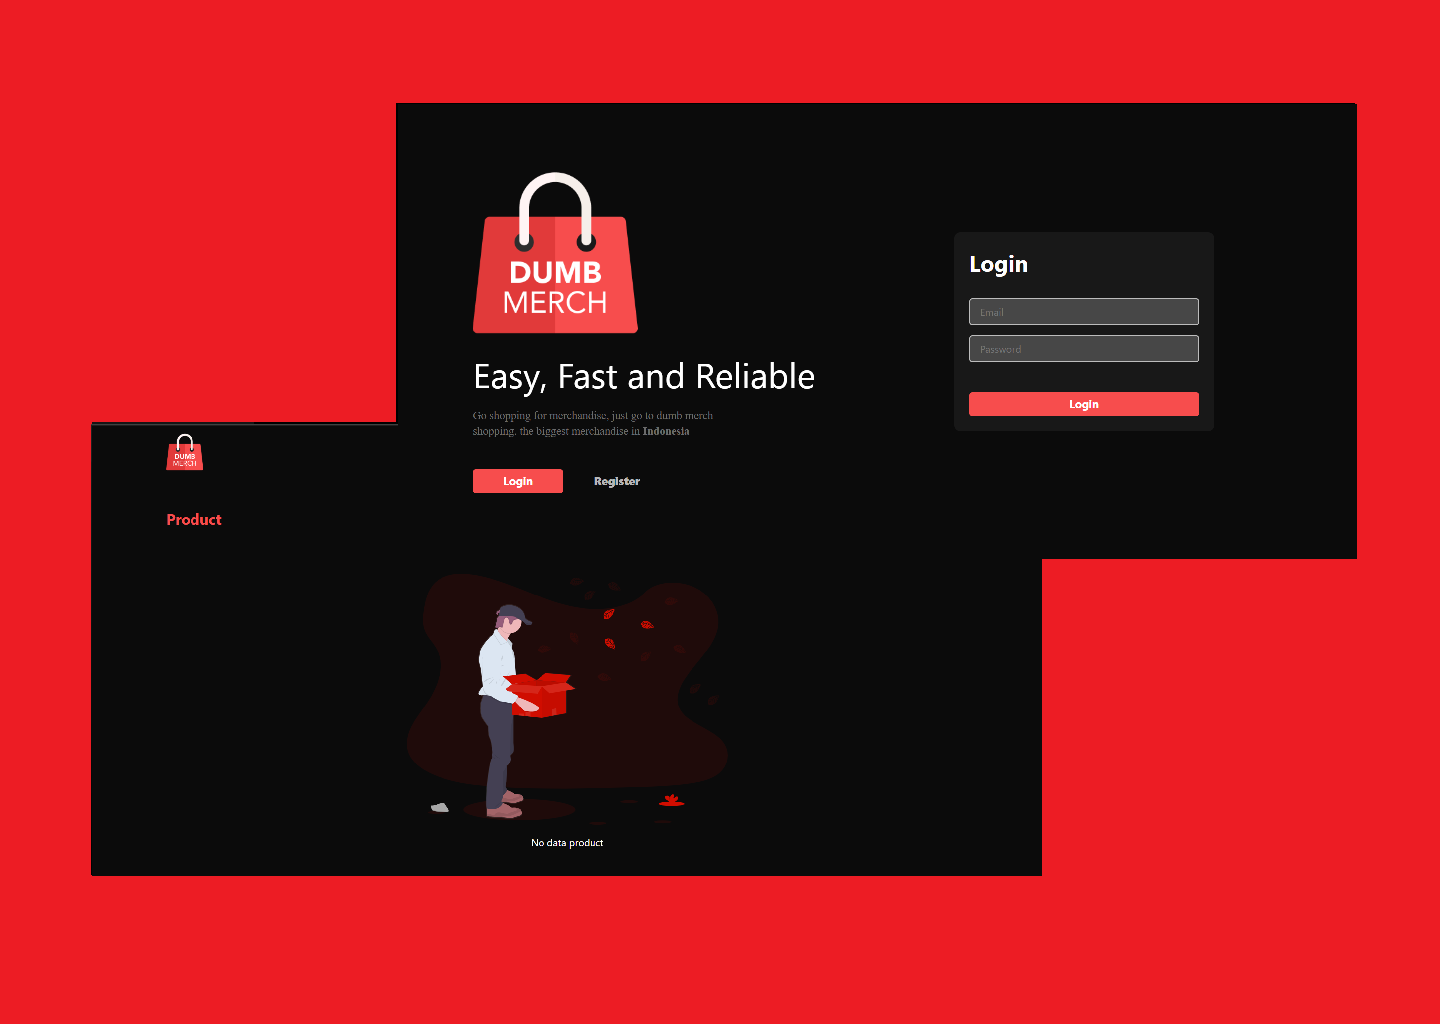 DUMB
MERCH
Easy, Fast and Reliable
Go shopping for merchandise, just go to dumb merch
shopping. the biggest merchandise in Indonesia
Login
Register
Login
Email
Password
Login
DUMB
MERCH
Product
No data product